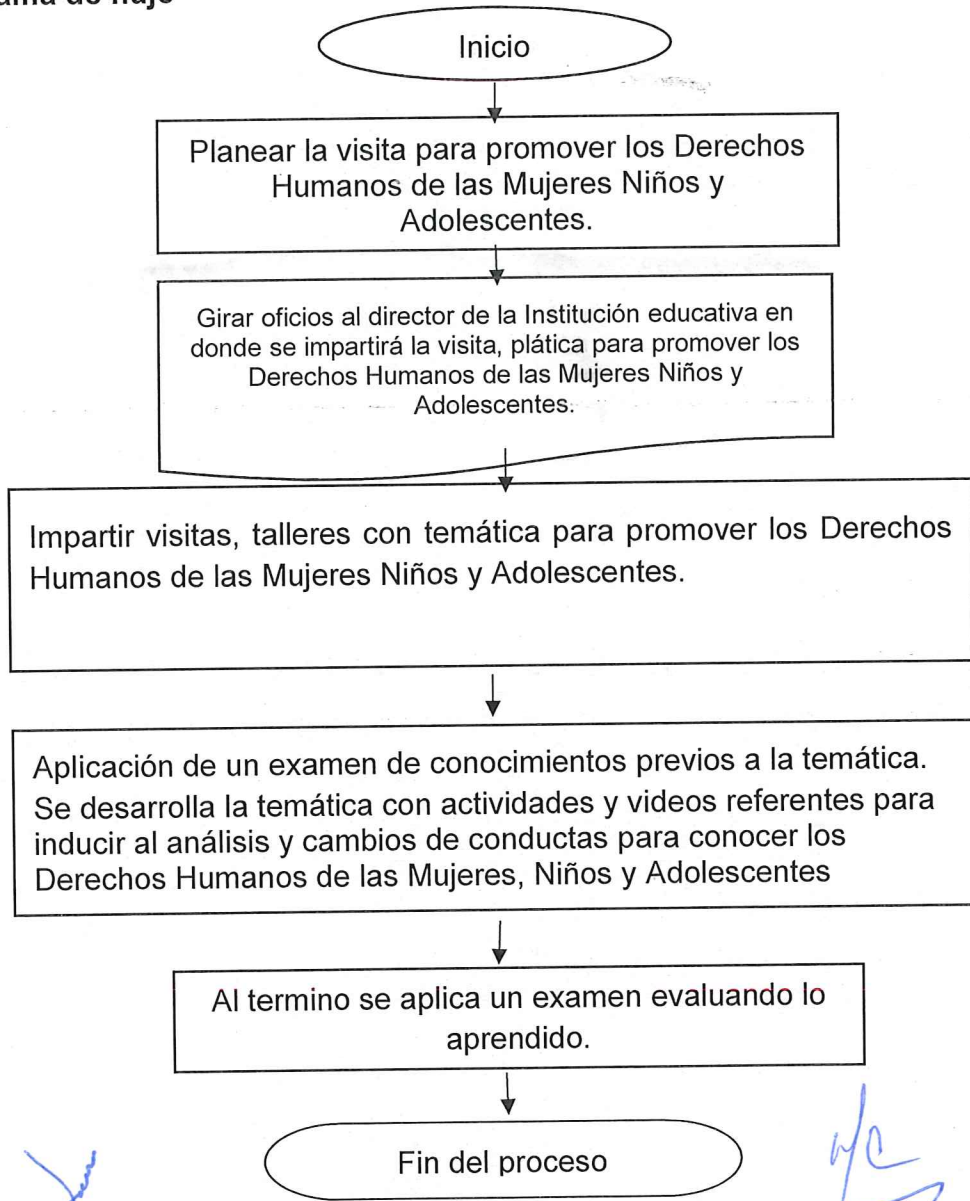 Inicio
Planear la visita para promover los Derechos
Humanos de las Mujeres Niños y
Adolescentes.
Girar oficios al director de la Institución educativa en
donde se impartirá la visita, plática para promover los
Derechos Humanos de las Mujeres Niños y
Adolescentes.
Impartir visitas, talleres con temática para promover los Derechos
Humanos de las Mujeres Niños y Adolescentes.
Aplicación de un examen de conocimientos previos a la temática.
Se desarrolla la temática con actividades y videos referentes para
inducir al análisis y cambios de conductas para conocer los
Derechos Humanos de las Mujeres, Niños y Adolescentes
Al termino se aplica un examen evaluando lo
aprendido.
Fin del proceso